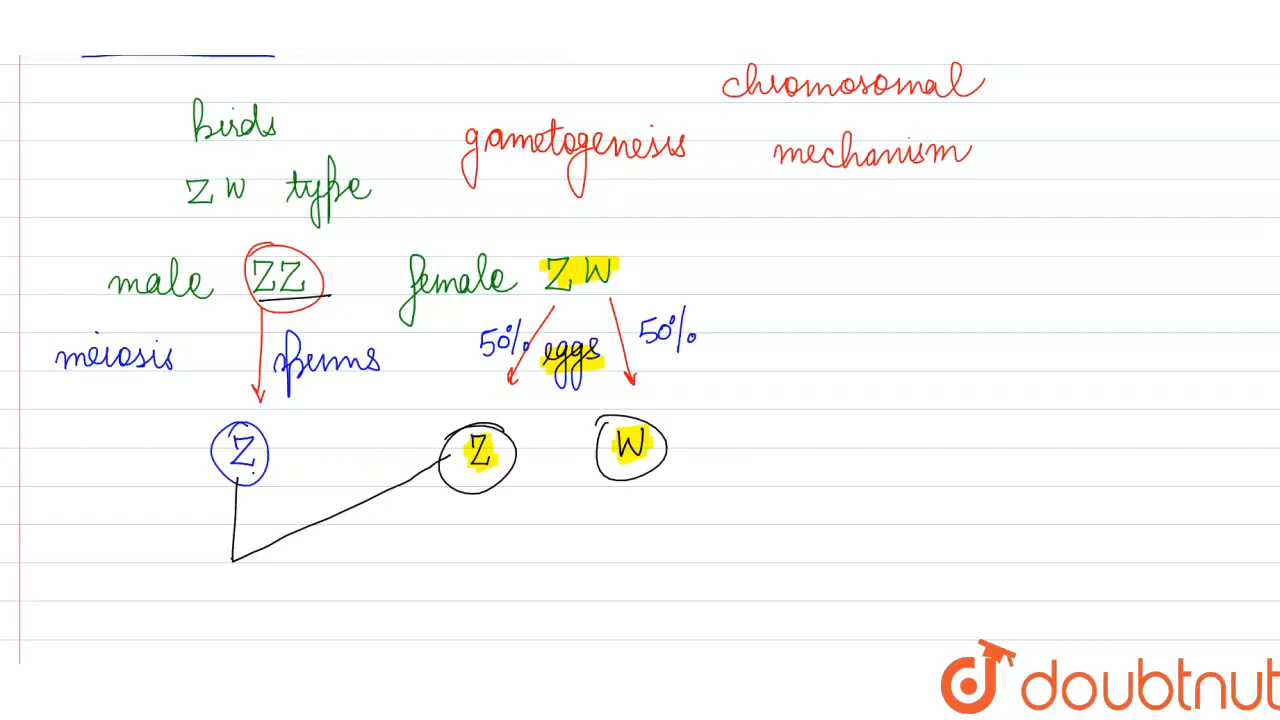 chromosomal
birds
gametogenesis
mechanism
ZW type
male ZZ female ZW
50% 50%
meiosis sperms eggs
Z Z W
doubtnut